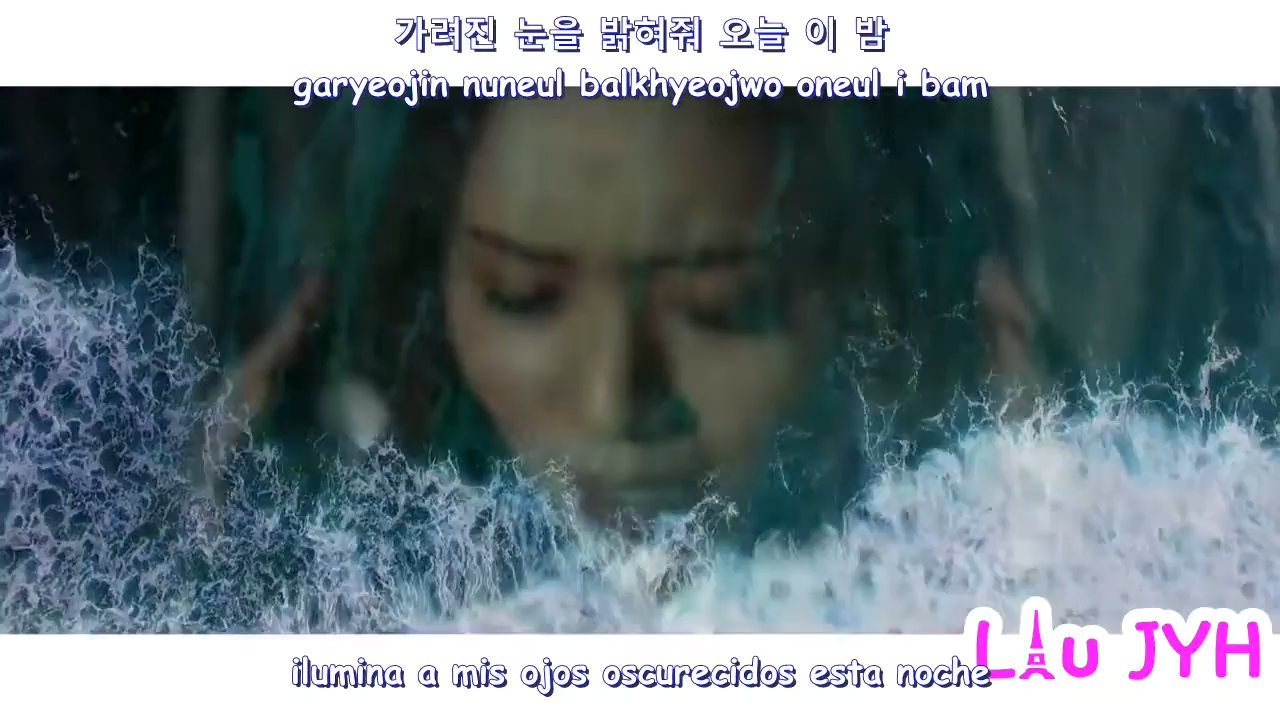 가려진 눈을 밝혀줘 오늘 이 밤
garyeojin nuneul balkhyeojwo oneul i bam
ilumina a mis ojos oscurecidos esta noche
LAu JYH